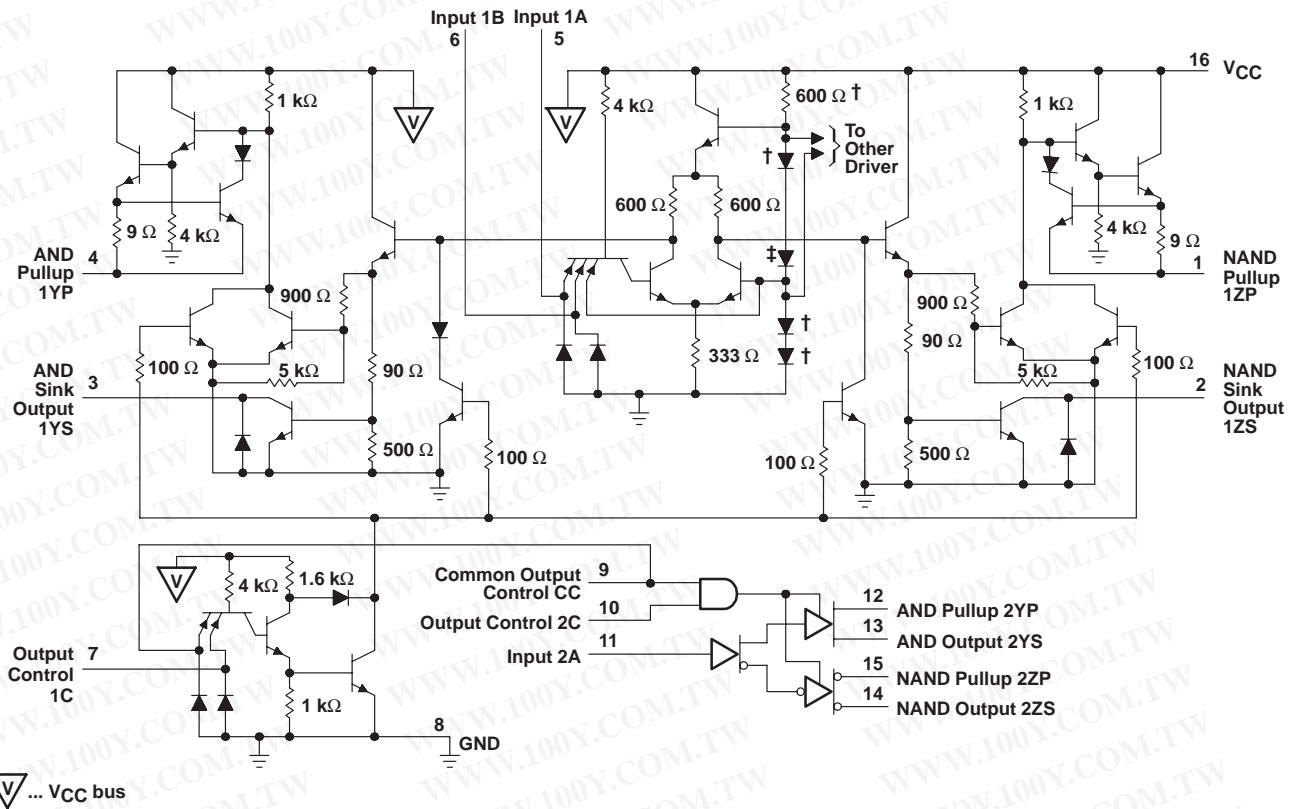 Input 1B Input 1A
6 5
16 VCC
1 kΩ
V
V
4 kΩ
600 Ω †
1 kΩ
To
Other
Driver
†
600 Ω 600 Ω
9 Ω 4 kΩ
4 kΩ 9 Ω
AND
Pullup
1YP
4
‡
1
NAND
Pullup
1ZP
900 Ω
900 Ω
†
†
333 Ω
100 Ω
5 kΩ
90 Ω
90 Ω
5 kΩ
100 Ω
AND
Sink
Output
1YS
3
2
NAND
Sink
Output
1ZS
500 Ω
100 Ω
100 Ω
500 Ω
V
4 kΩ
1.6 kΩ
Common Output
Control CC
9
Output Control 2C
10
Input 2A
11
12
AND Pullup 2YP
13
AND Output 2YS
15
NAND Pullup 2ZP
14
NAND Output 2ZS
Output
Control
1C
7
1 kΩ
8
GND
V ... VCC bus
WWW.100Y.COM.TW